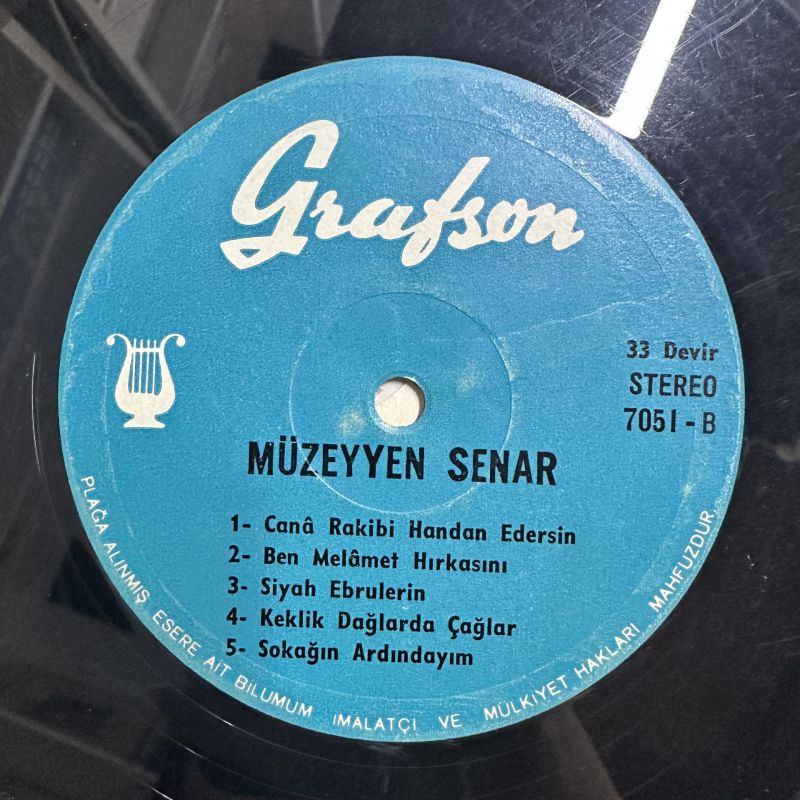 Grafson
33 Devir
STEREO
7051-B
MÜZEYYEN SENAR
1- Canâ Rakibi Handan Edersin
2- Ben Melâmet Hırkasını
3- Siyah Ebrulerin
4- Keklik Dağlarda Çağlar
5- Sokağın Ardındayım
PLAĞA ALINMIŞ ESERE AİT BİLUMUM İMALATÇI VE MÜLKİYET HAKLARI MAHFUZDUR.